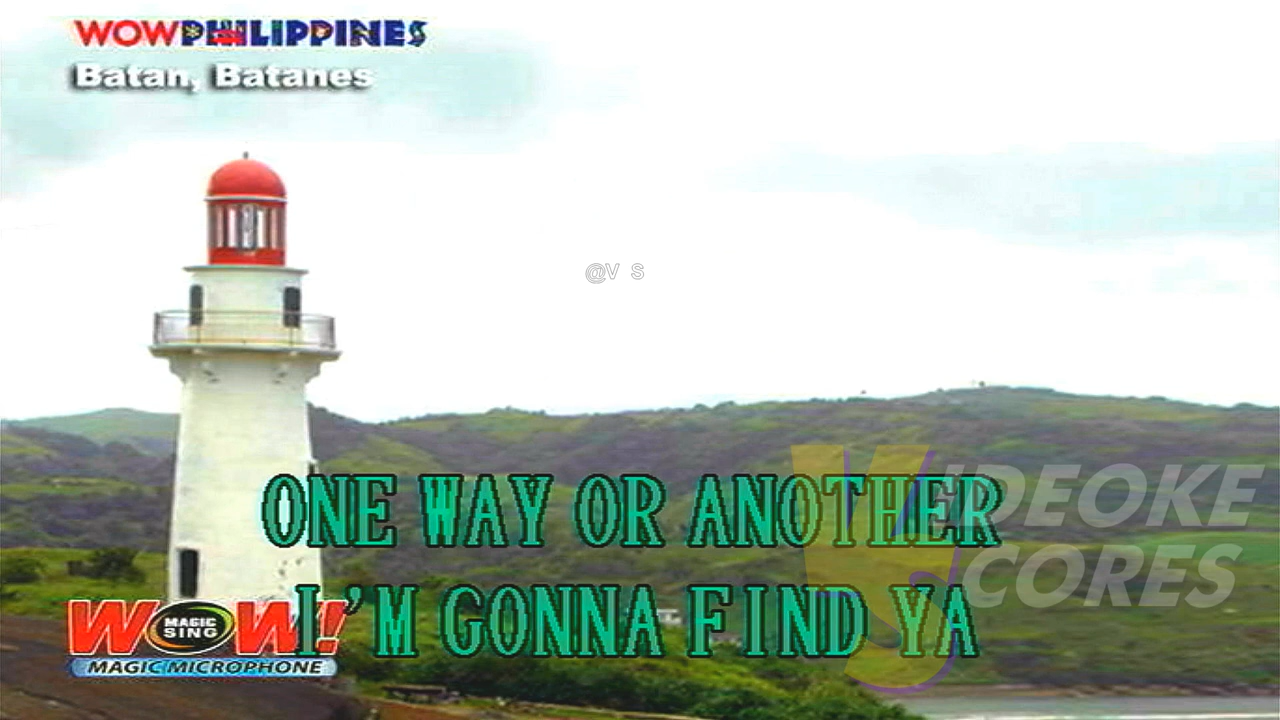 WOWPHILIPPINES
Batan, Batanes
@V S
ONE WAY OR ANOTHER
I'M GONNA FIND YA
VIDEOKE
SCORES
WOW!
MAGIC
SING
MAGIC MICROPHONE